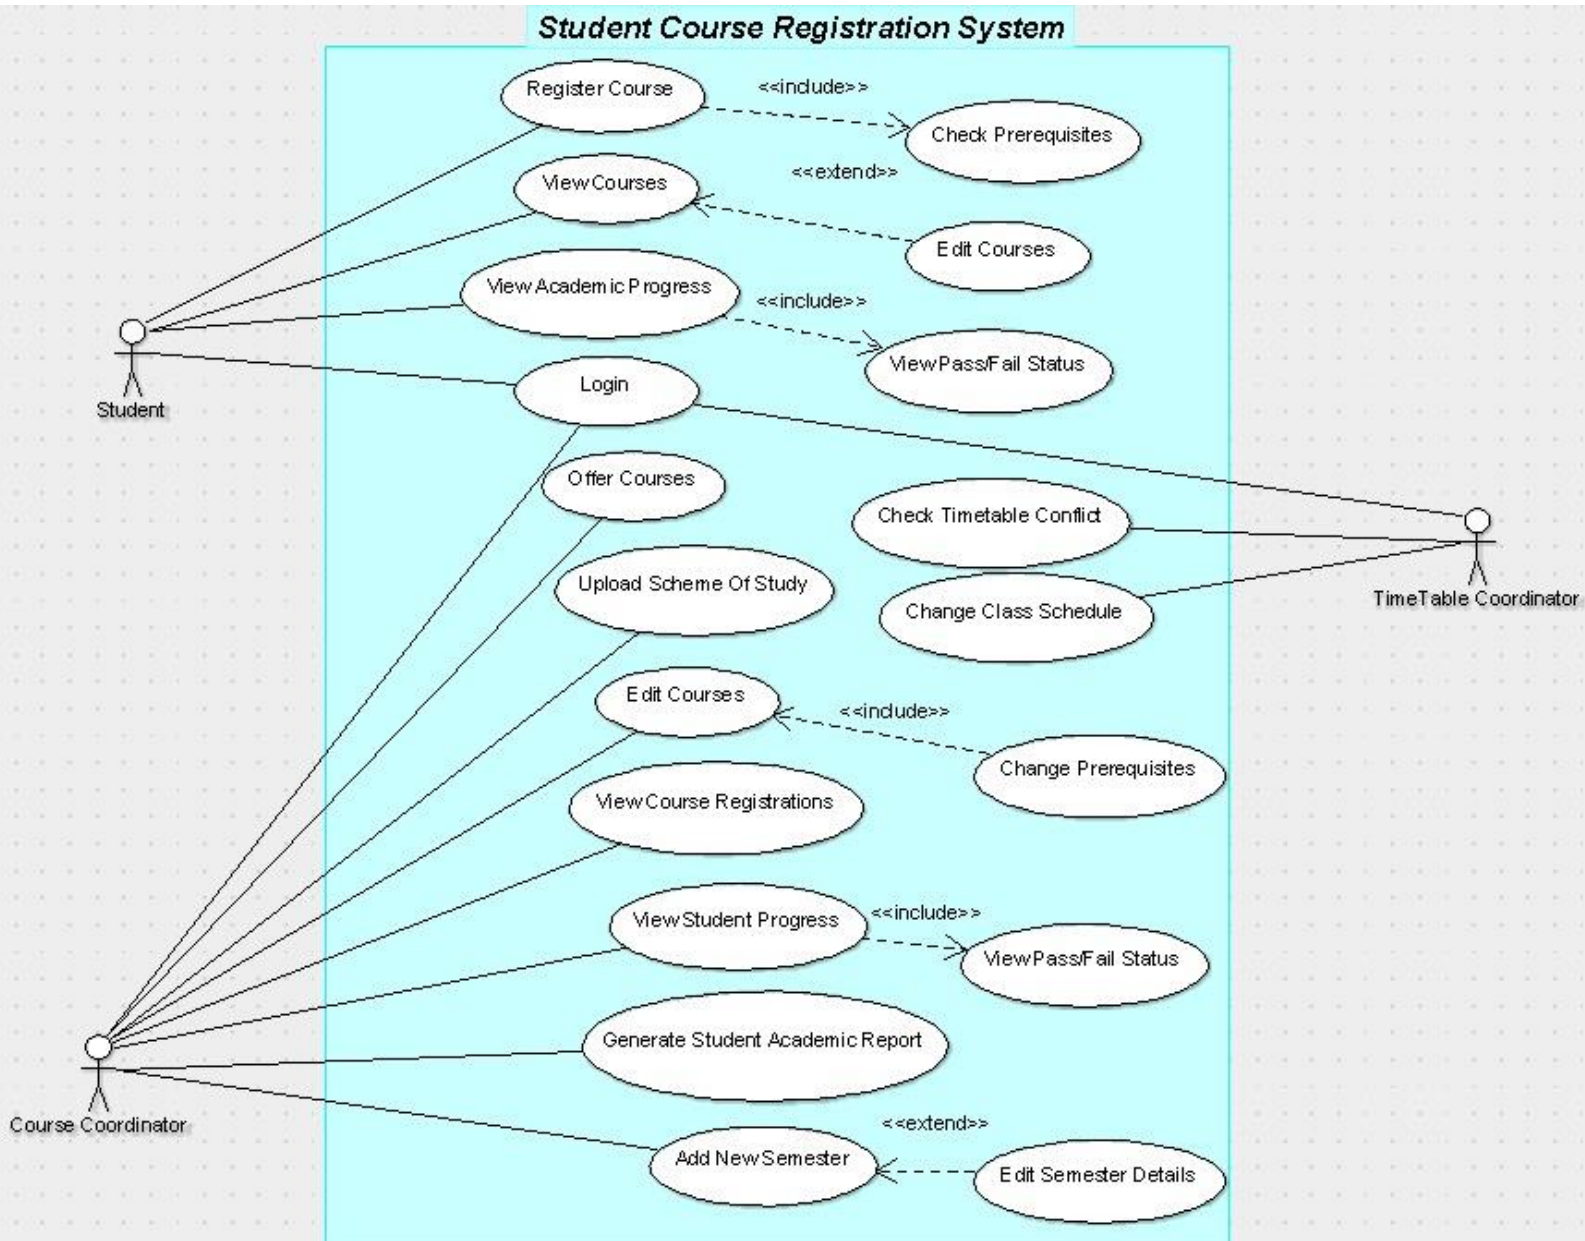 Student Course Registration System
Register Course
<<include>>
Check Prerequisites
<<extend>>
View Courses
Edit Courses
View Academic Progress
<<include>>
View Pass/Fail Status
Login
Student
Offer Courses
Check Timetable Conflict
Upload Scheme Of Study
Change Class Schedule
TimeTable Coordinator
Edit Courses
<<include>>
Change Prerequisites
View Course Registrations
View Student Progress
<<include>>
View Pass/Fail Status
Generate Student Academic Report
Course Coordinator
<<extend>>
Add New Semester
Edit Semester Details